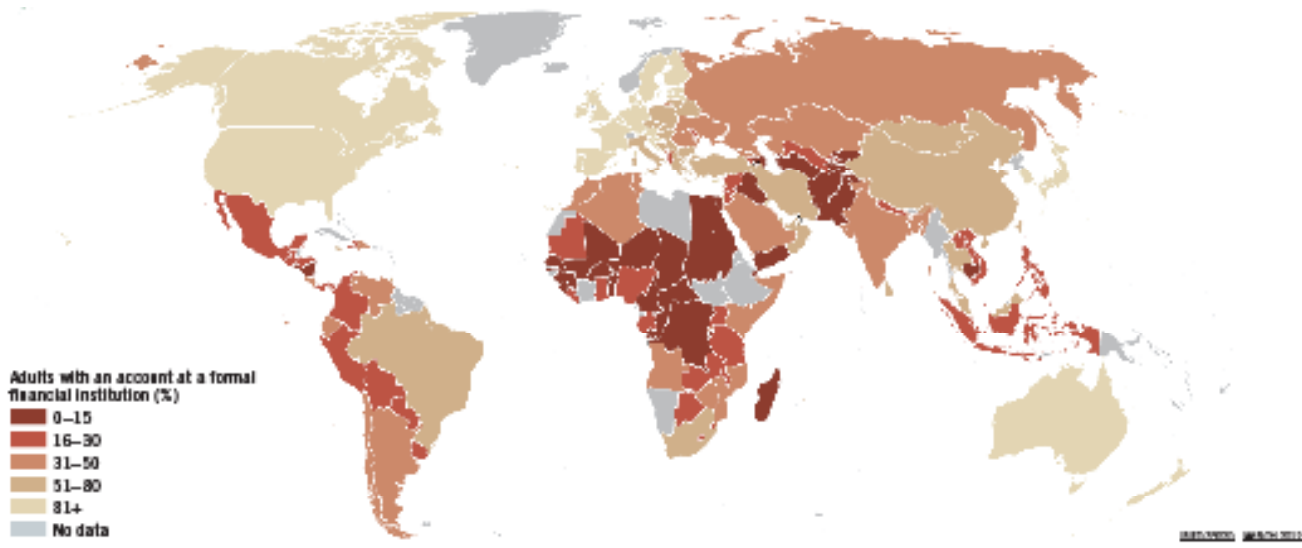 Adults with an account at a formal
financial institution (%)
0–15
16–30
31–50
51–80
81+
No data